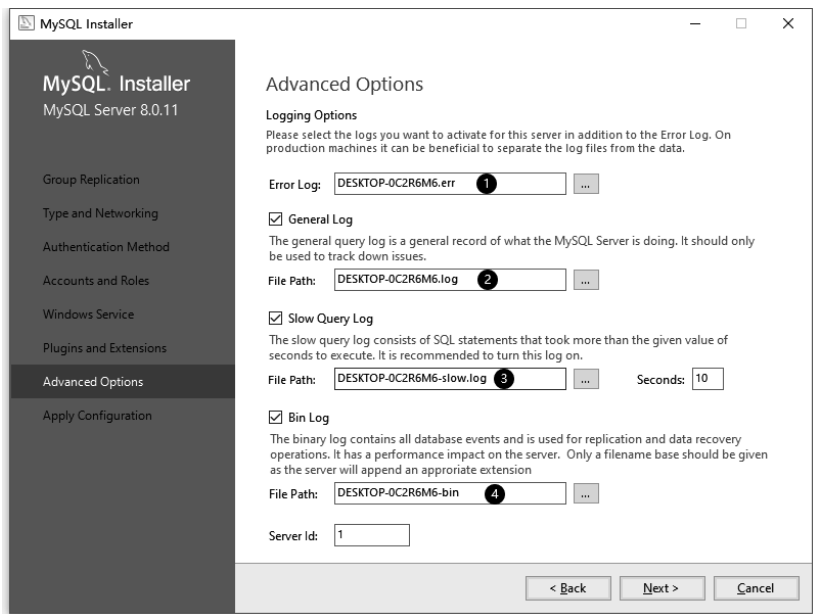 MySQL Installer
MySQL. Installer
MySQL Server 8.0.11
Group Replication
Type and Networking
Authentication Method
Accounts and Roles
Windows Service
Plugins and Extensions
Advanced Options
Apply Configuration
Advanced Options
Logging Options
Please select the logs you want to activate for this server in addition to the Error Log. On
production machines it can be beneficial to separate the log files from the data.
Error Log: DESKTOP-0C2R6M6.err 1 ...
General Log
The general query log is a general record of what the MySQL Server is doing. It should only
be used to track down issues.
File Path: DESKTOP-0C2R6M6.log 2 ...
Slow Query Log
The slow query log consists of SQL statements that took more than the given value of
seconds to execute. It is recommended to turn this log on.
File Path: DESKTOP-0C2R6M6-slow.log 3 ... Seconds: 10
Bin Log
The binary log contains all database events and is used for replication and data recovery
operations. It has a performance impact on the server.  Only a filename base should be given
as the server will append an approriate extension
File Path: DESKTOP-0C2R6M6-bin 4 ...
Server Id: 1
< Back Next > Cancel